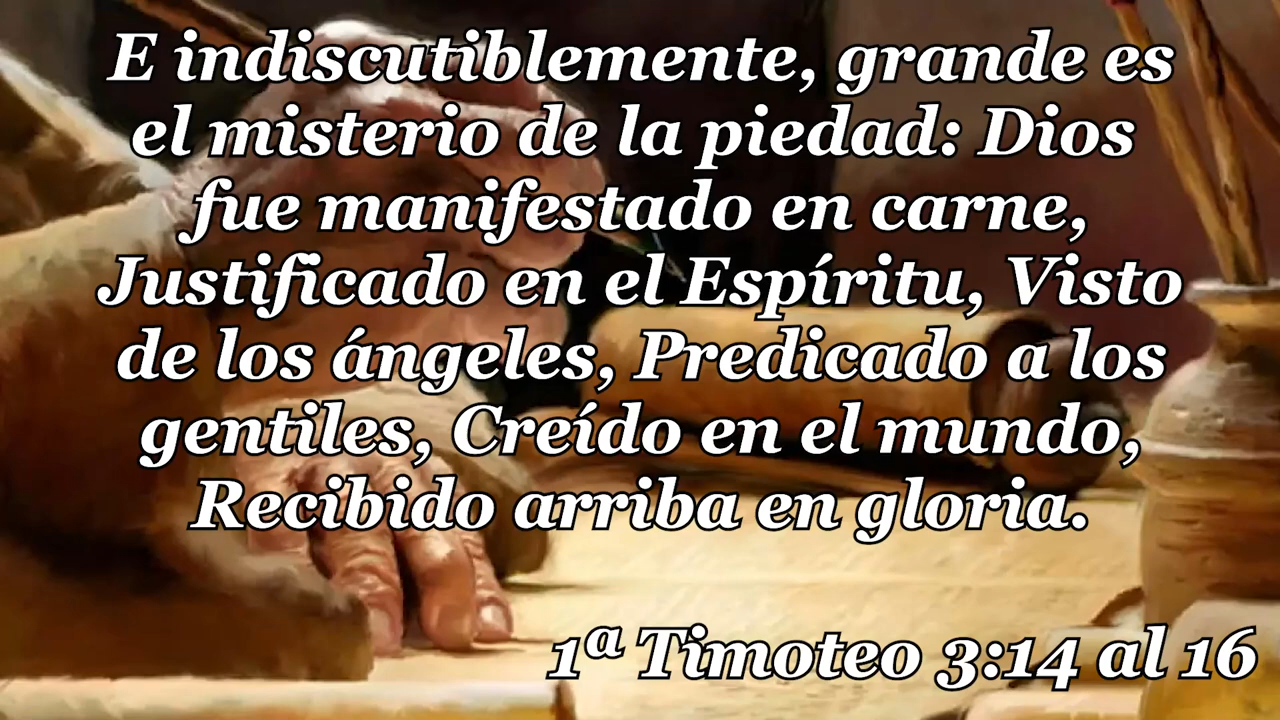 E indiscutiblemente, grande es
el misterio de la piedad: Dios
fue manifestado en carne,
Justificado en el Espíritu, Visto
de los ángeles, Predicado a los
gentiles, Creído en el mundo,
Recibido arriba en gloria.
1ª Timoteo 3:14 al 16